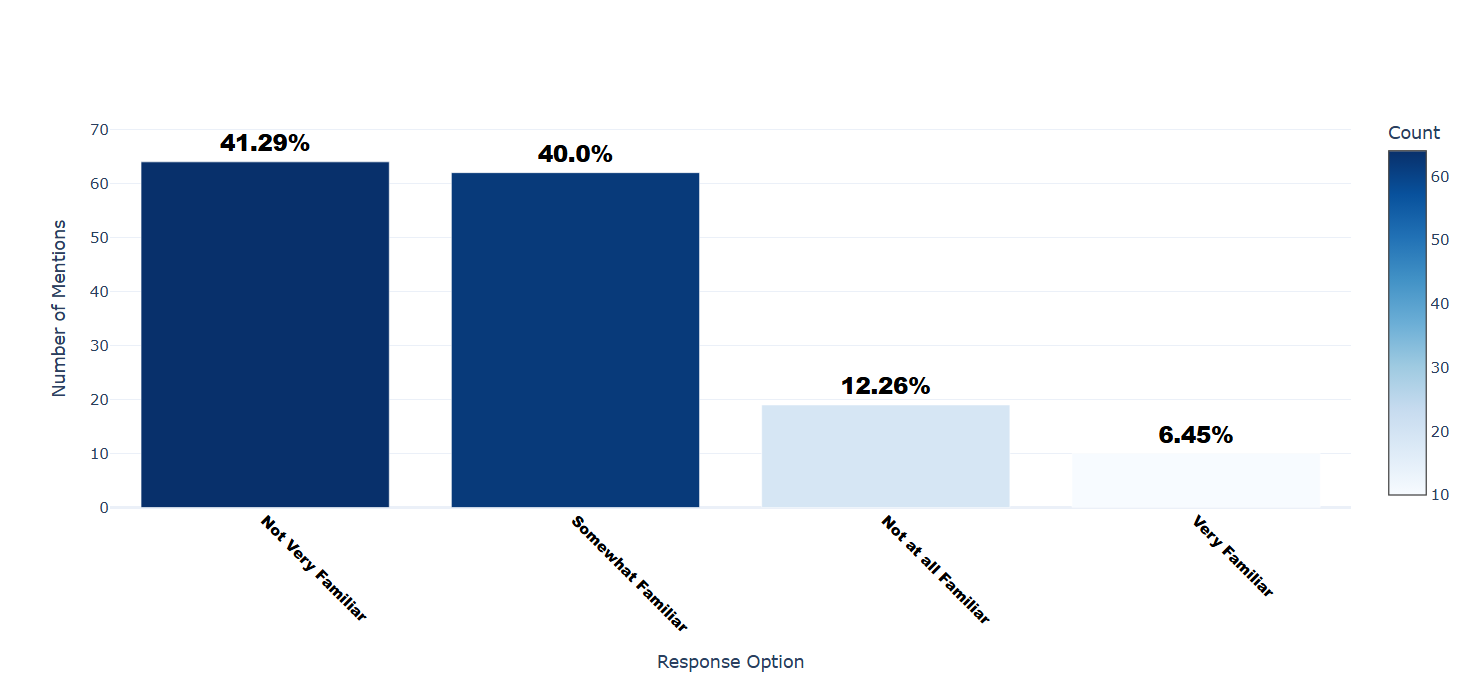 Count
70
60
50
40
30
20
10
0
Number of Mentions
41.29%
40.0%
12.26%
6.45%
60
50
40
30
20
10
Not Very Familiar
Somewhat Familiar
Not at all Familiar
Very Familiar
Response Option